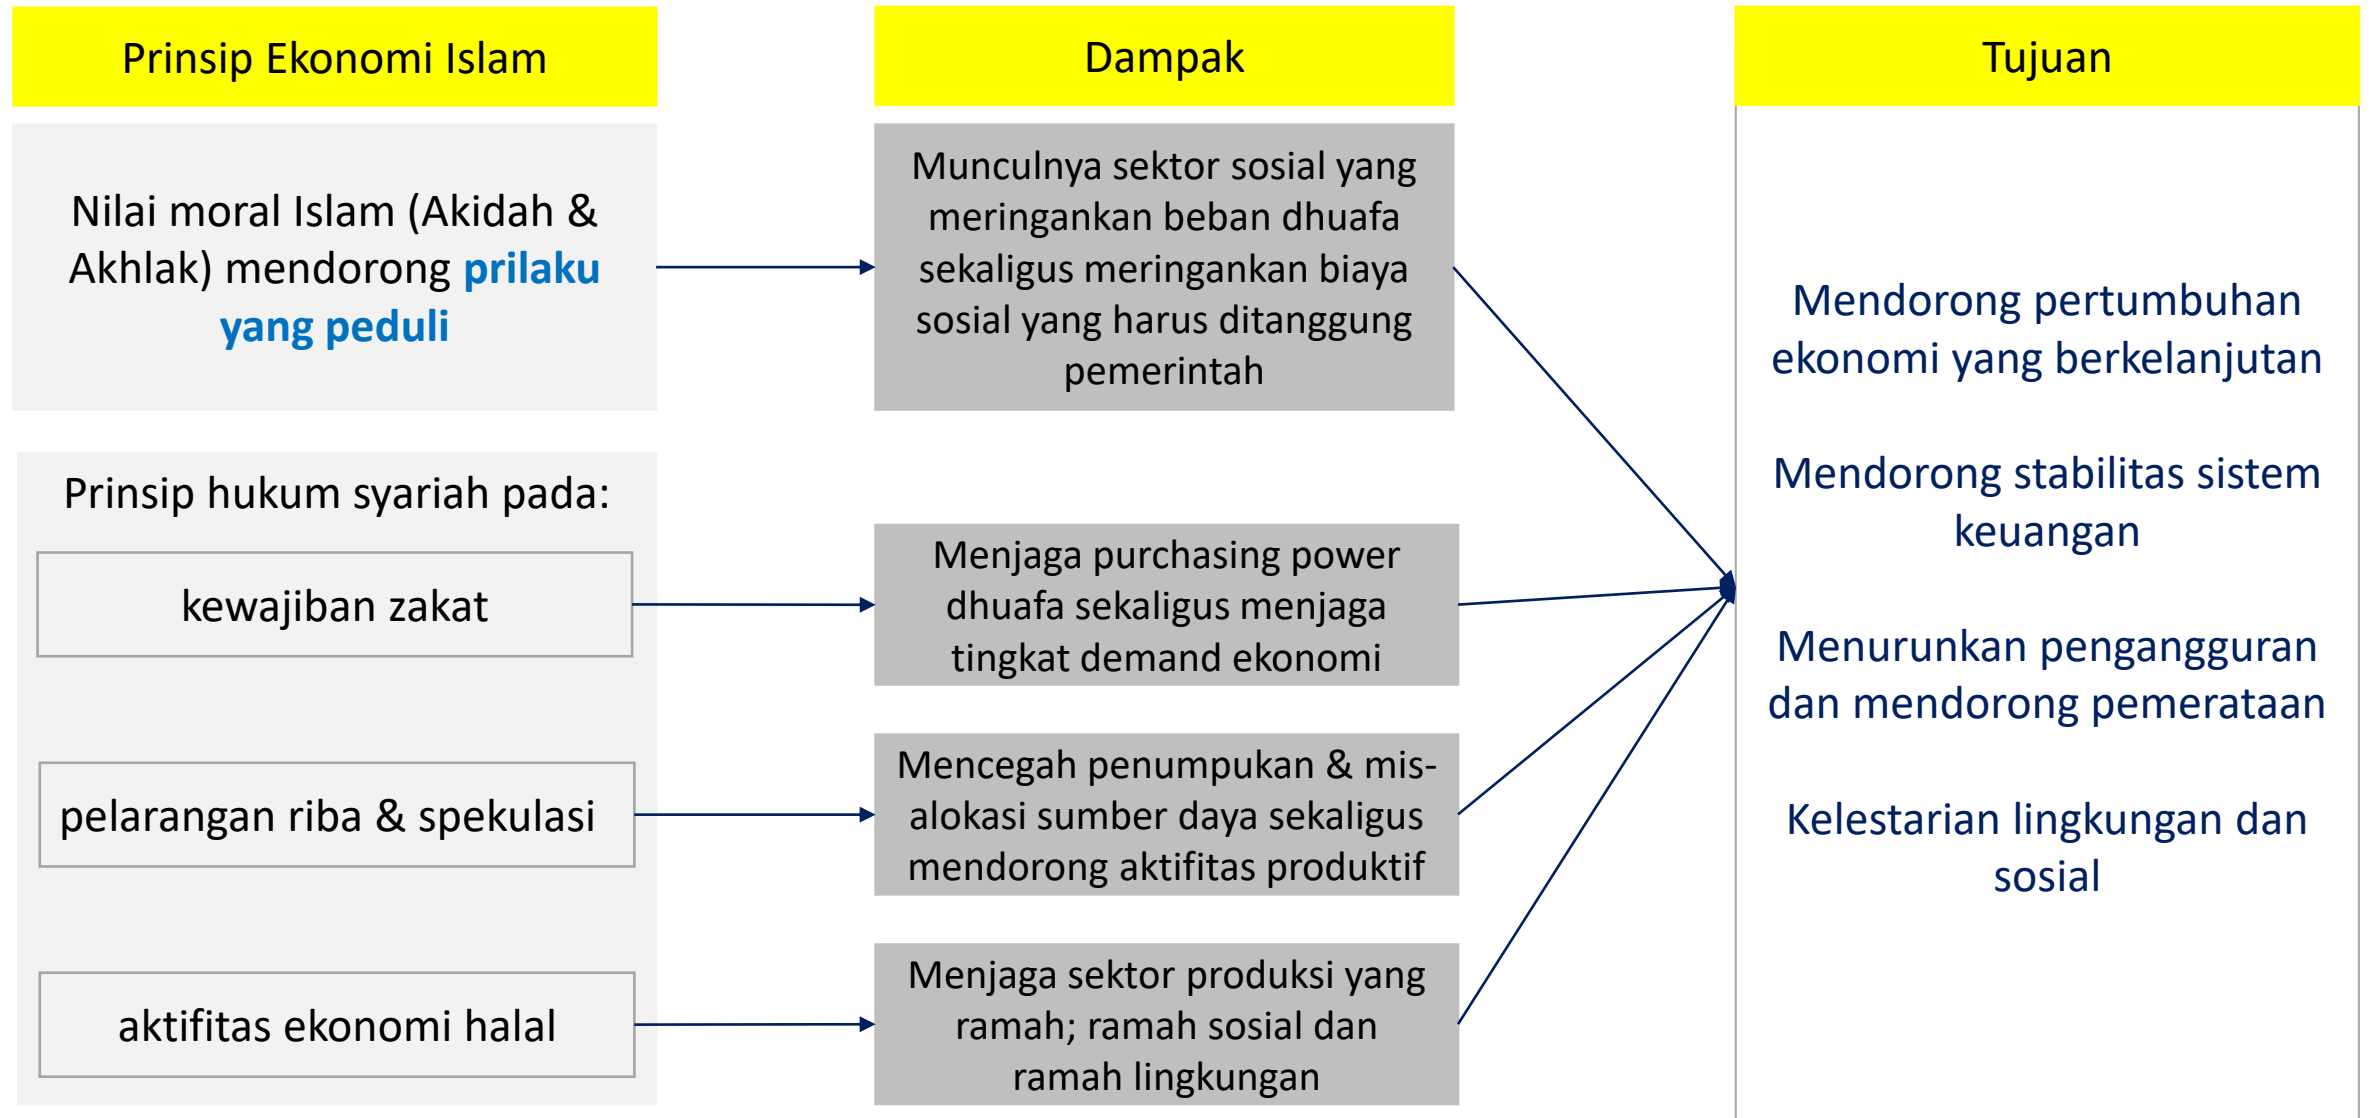 Prinsip Ekonomi Islam
Dampak
Tujuan
Nilai moral Islam (Akidah &
Akhlak) mendorong prilaku
yang peduli
Munculnya sektor sosial yang
meringankan beban dhuafa
sekaligus meringankan biaya
sosial yang harus ditanggung
pemerintah
Prinsip hukum syariah pada:
kewajiban zakat
Menjaga purchasing power
dhuafa sekaligus menjaga
tingkat demand ekonomi
pelarangan riba & spekulasi
Mencegah penumpukan & mis-
alokasi sumber daya sekaligus
mendorong aktifitas produktif
aktifitas ekonomi halal
Menjaga sektor produksi yang
ramah; ramah sosial dan
ramah lingkungan
Mendorong pertumbuhan
ekonomi yang berkelanjutan
Mendorong stabilitas sistem
keuangan
Menurunkan pengangguran
dan mendorong pemerataan
Kelestarian lingkungan dan
sosial